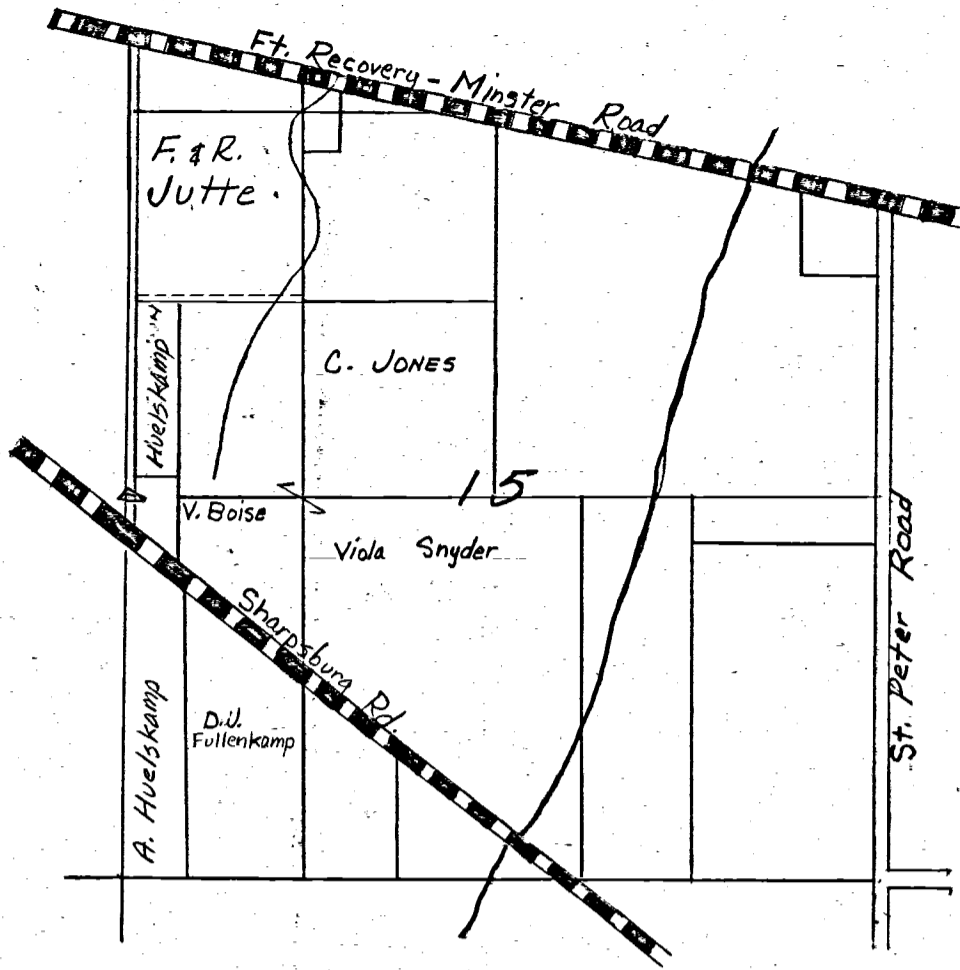 Ft. Recovery - Minster Road
F. & R.
Jutte.
Huelskamp
C. JONES
15
V. Boise
Viola Snyder
St. Peter Road
Sharpsburg Rd.
A. Huelskamp
D.J.
Fullenkamp